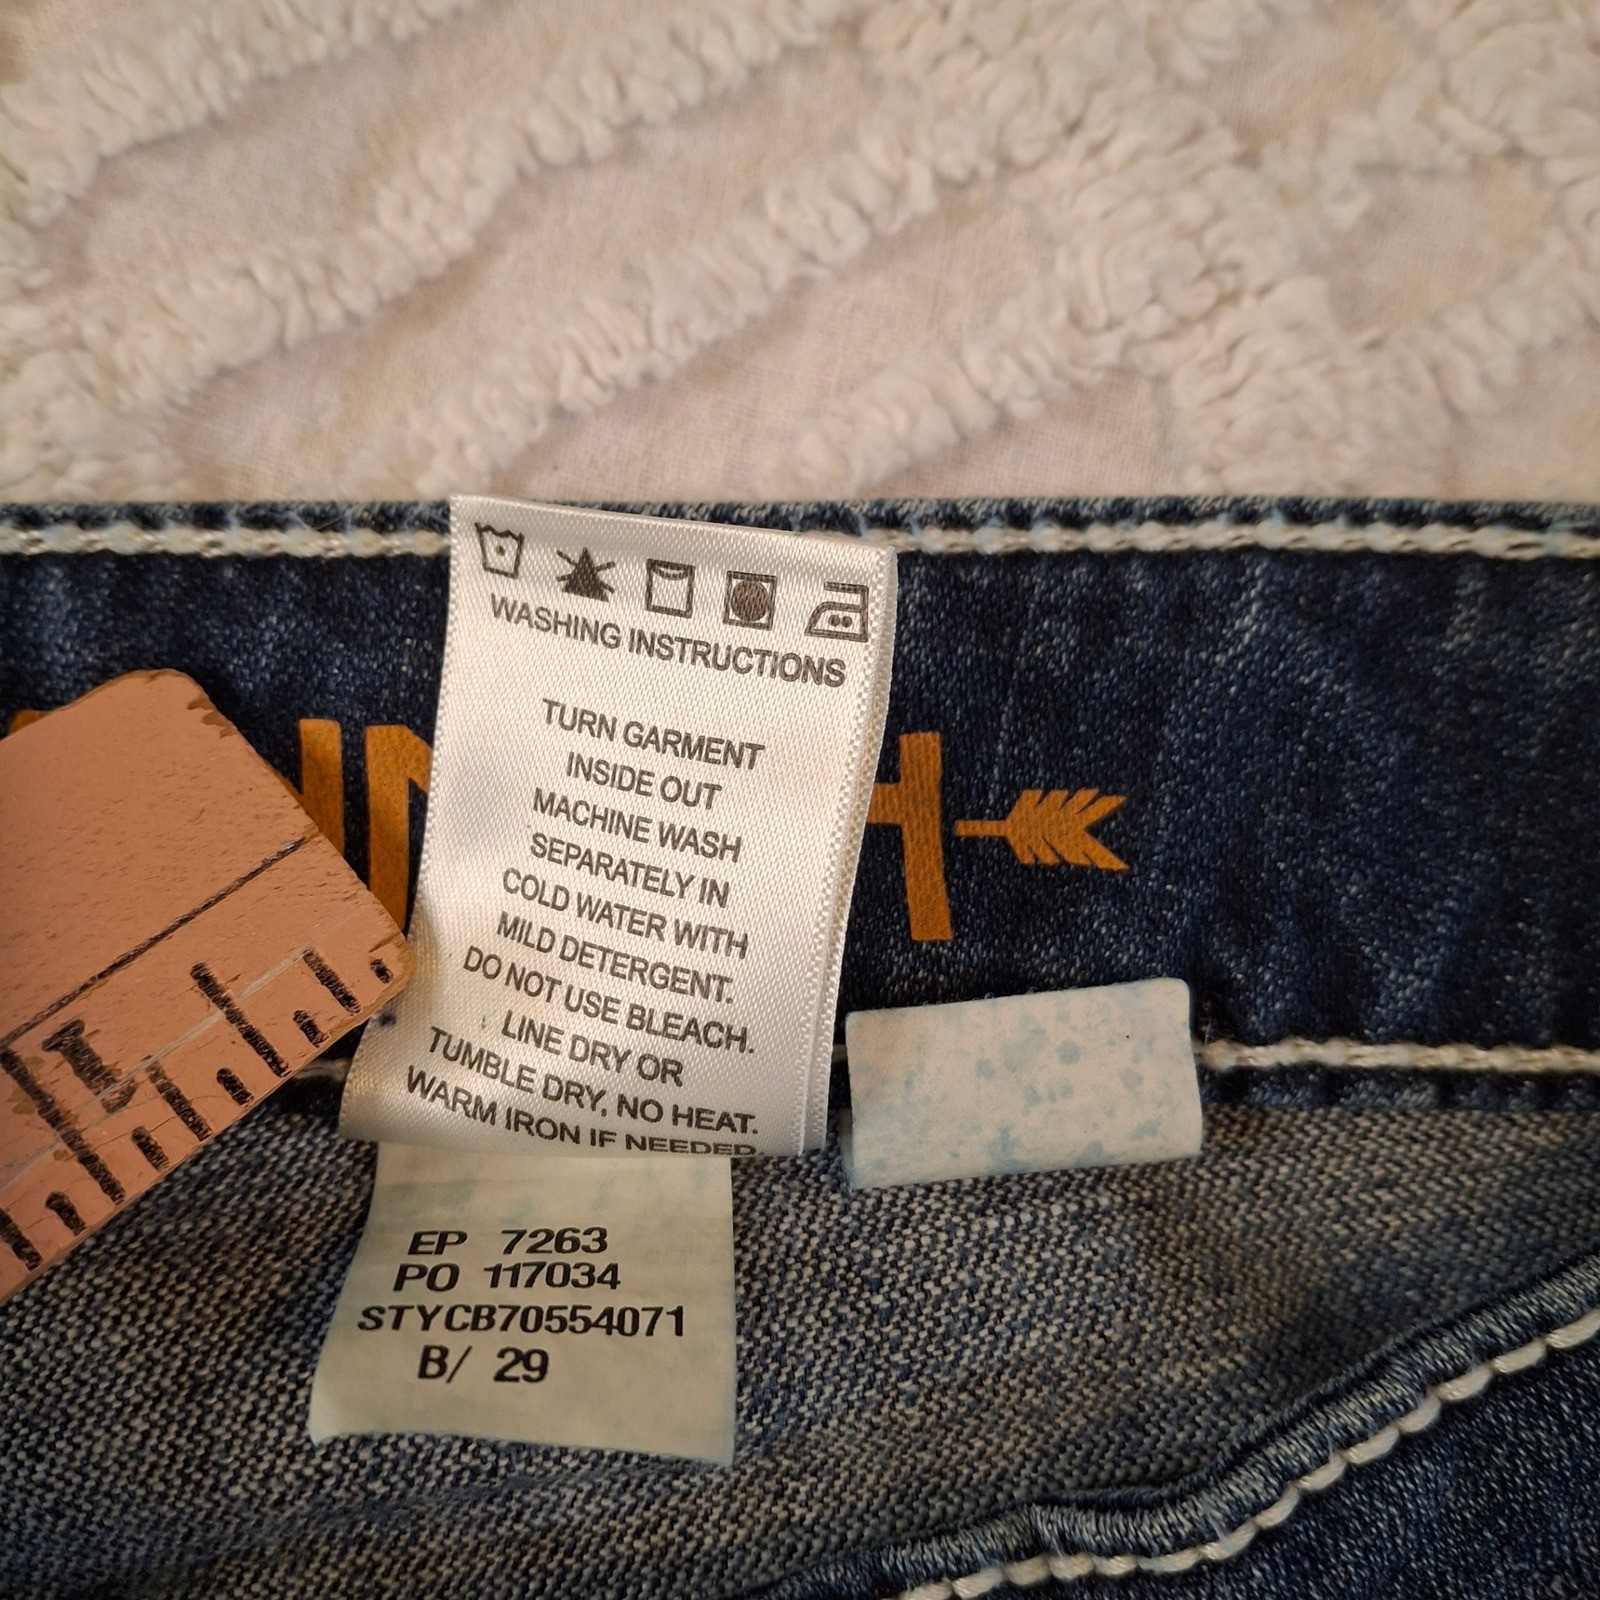 WASHING INSTRUCTIONS
TURN GARMENT
INSIDE OUT
MACHINE WASH
SEPARATELY IN
COLD WATER WITH
MILD DETERGENT.
DO NOT USE BLEACH.
LINE DRY OR
TUMBLE DRY, NO HEAT.
WARM IRON IF NEEDED.
EP 7263
PO 117034
STYCB70554071
B/ 29